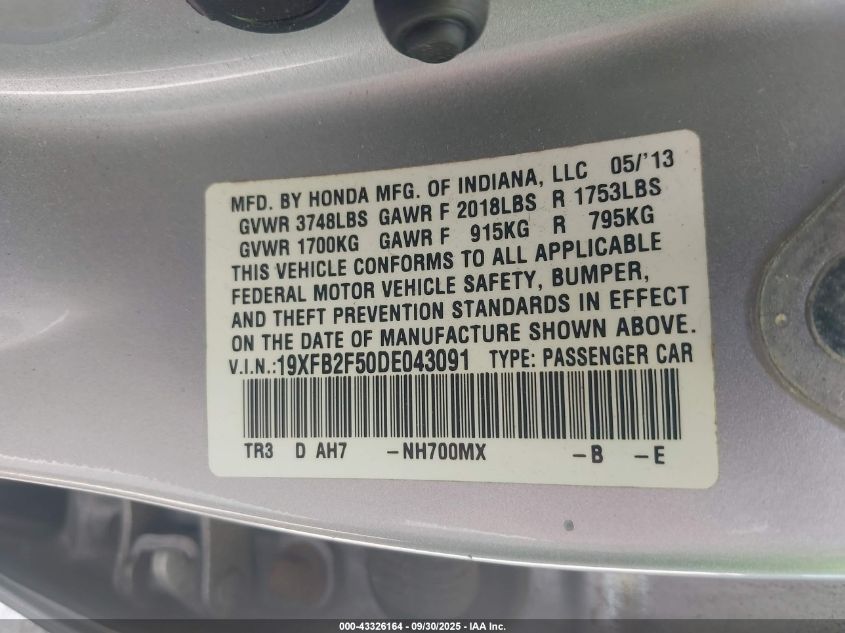 MFD. BY HONDA MFG. OF INDIANA, LLC 05/'13
GVWR 3748LBS GAWR F 2018LBS R 1753LBS
GVWR 1700KG GAWR F 915KG R 795KG
THIS VEHICLE CONFORMS TO ALL APPLICABLE
FEDERAL MOTOR VEHICLE SAFETY, BUMPER,
AND THEFT PREVENTION STANDARDS IN EFFECT
ON THE DATE OF MANUFACTURE SHOWN ABOVE.
V.I.N.:19XFB2F50DE043091 TYPE: PASSENGER CAR
TR3 D AH7 -NH700MX -B -E
000-43326164 - 09/30/2025 - IAA Inc.